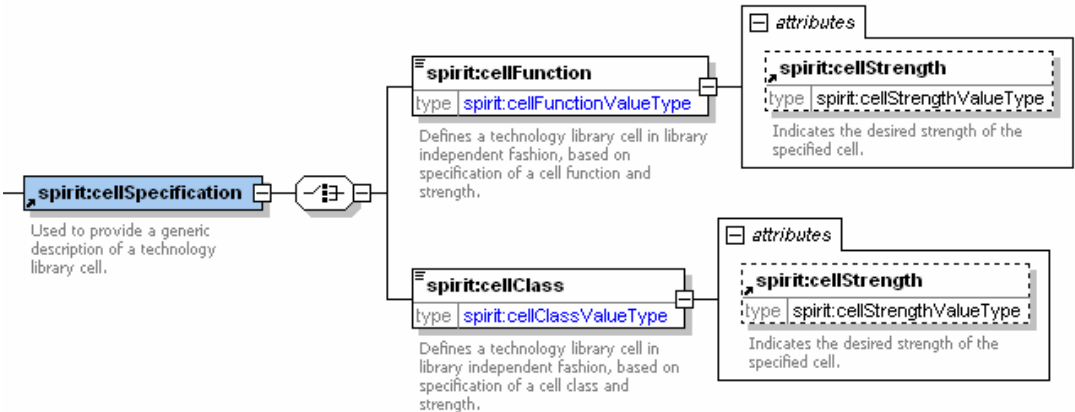 attributes
spirit:cellStrength
type spirit:cellStrengthValueType
Indicates the desired strength of the
specified cell.
spirit:cellFunction
type spirit:cellFunctionValueType
Defines a technology library cell in library
independent fashion, based on
specification of a cell function and
strength.
spirit:cellSpecification
Used to provide a generic
description of a technology
library cell.
attributes
spirit:cellStrength
type spirit:cellStrengthValueType
Indicates the desired strength of the
specified cell.
spirit:cellClass
type spirit:cellClassValueType
Defines a technology library cell in
library independent fashion, based on
specification of a cell class and
strength.